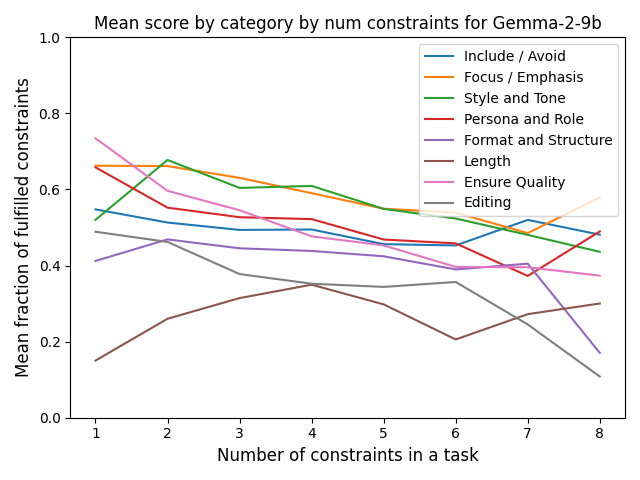 Mean score by category by num constraints for Gemma-2-9b
Mean fraction of fulfilled constraints
1.0
0.8
0.6
0.4
0.2
0.0
Include / Avoid
Focus / Emphasis
Style and Tone
Persona and Role
Format and Structure
Length
Ensure Quality
Editing
1 2 3 4 5 6 7 8
Number of constraints in a task